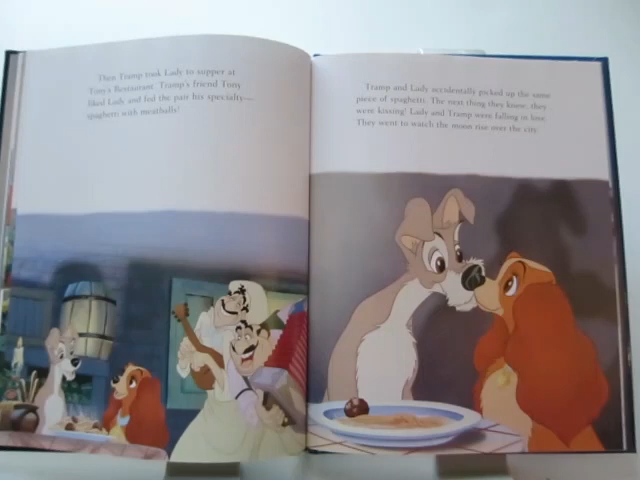 Then Tramp took Lady to supper at
Tony's Restaurant. Tramp's friend Tony
liked Lady and fed the pair his specialty—
spaghetti with meatballs!
Tramp and Lady accidentally picked up the same
piece of spaghetti. The next thing they knew, they
were kissing! Lady and Tramp were falling in love.
They went to watch the moon rise over the city.